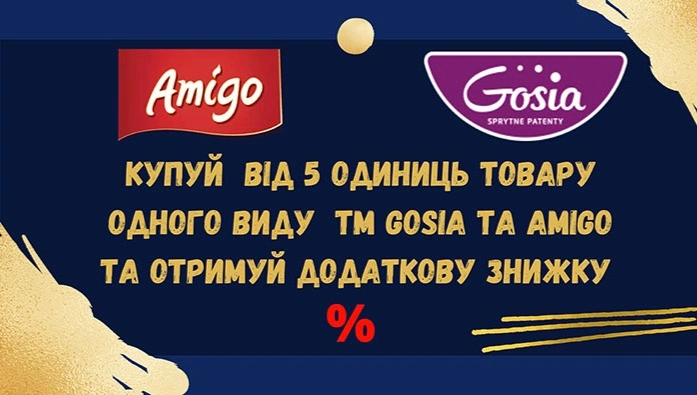 Amigo
Gosia
SPRYTNE PATENTY
КУПУЙ ВІД 5 ОДИНИЦЬ ТОВАРУ
ОДНОГО ВИДУ ТМ GOSIA ТА AMIGO
ТА ОТРИМУЙ ДОДАТКОВУ ЗНИЖКУ
%